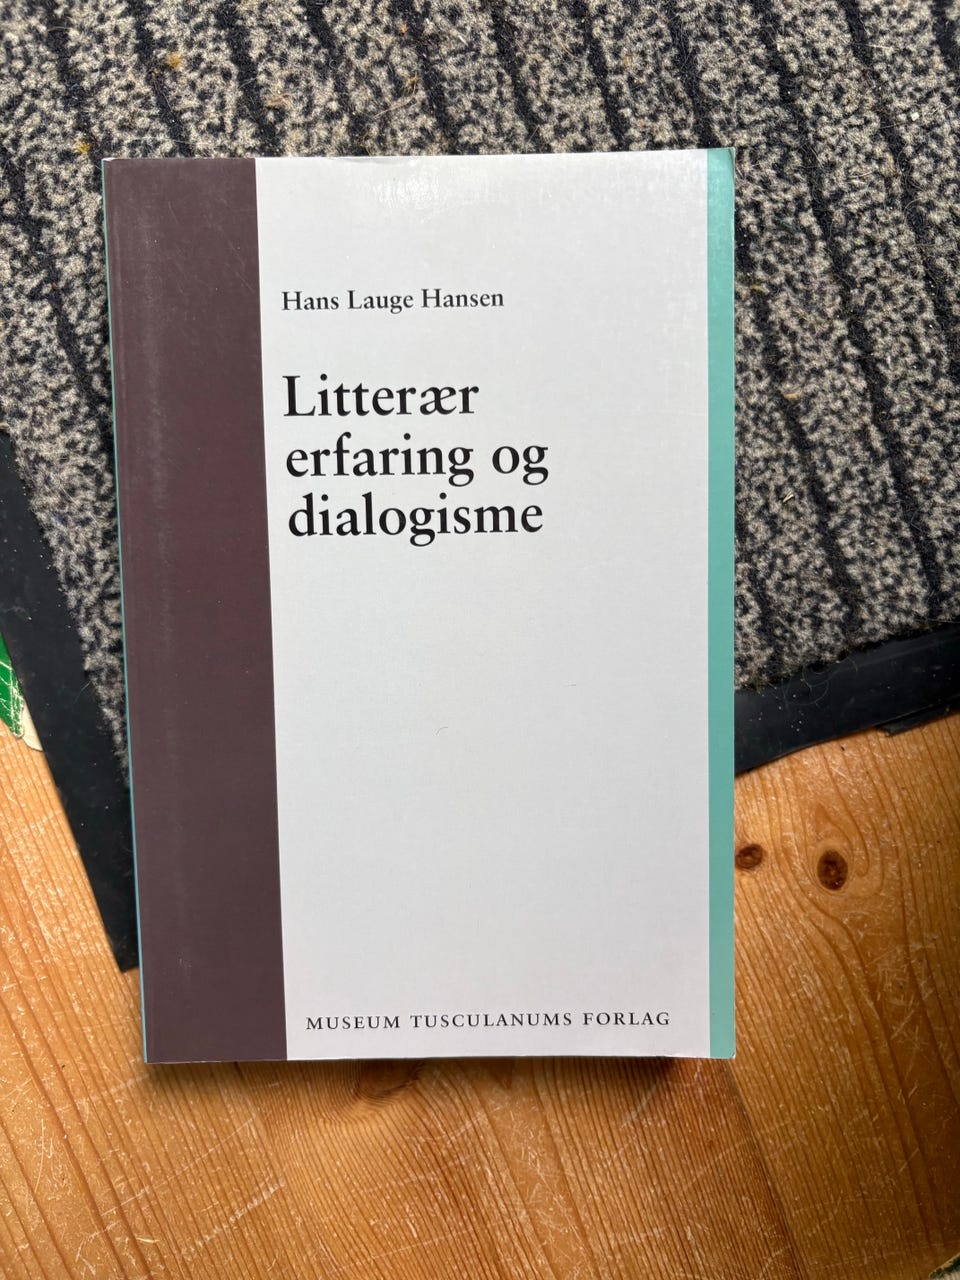 Hans Lauge Hansen
Litterær
erfaring og
dialogisme
MUSEUM TUSCULANUMS FORLAG